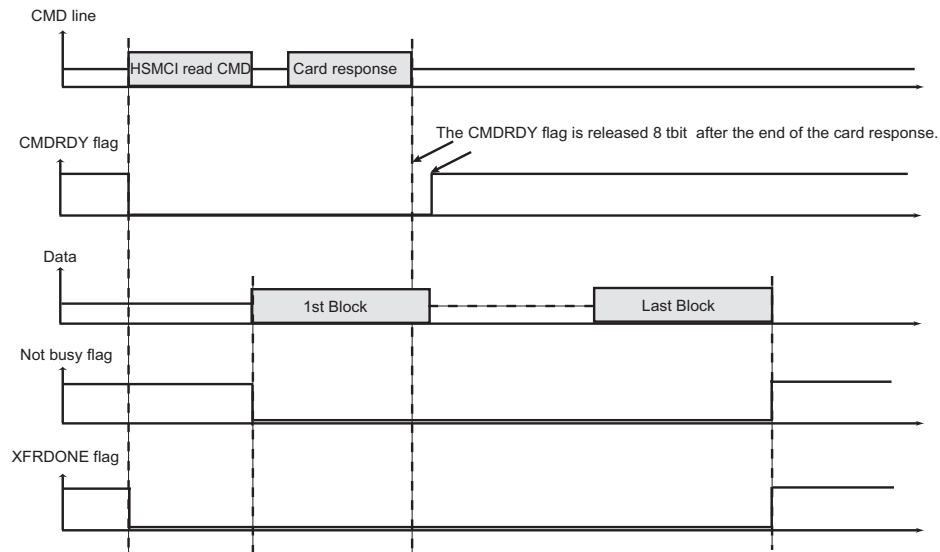 CMD line
HSMCI read CMD
Card response
CMDRDY flag
The CMDRDY flag is released 8 tbit after the end of the card response.
Data
1st Block
Last Block
Not busy flag
XFRDONE flag